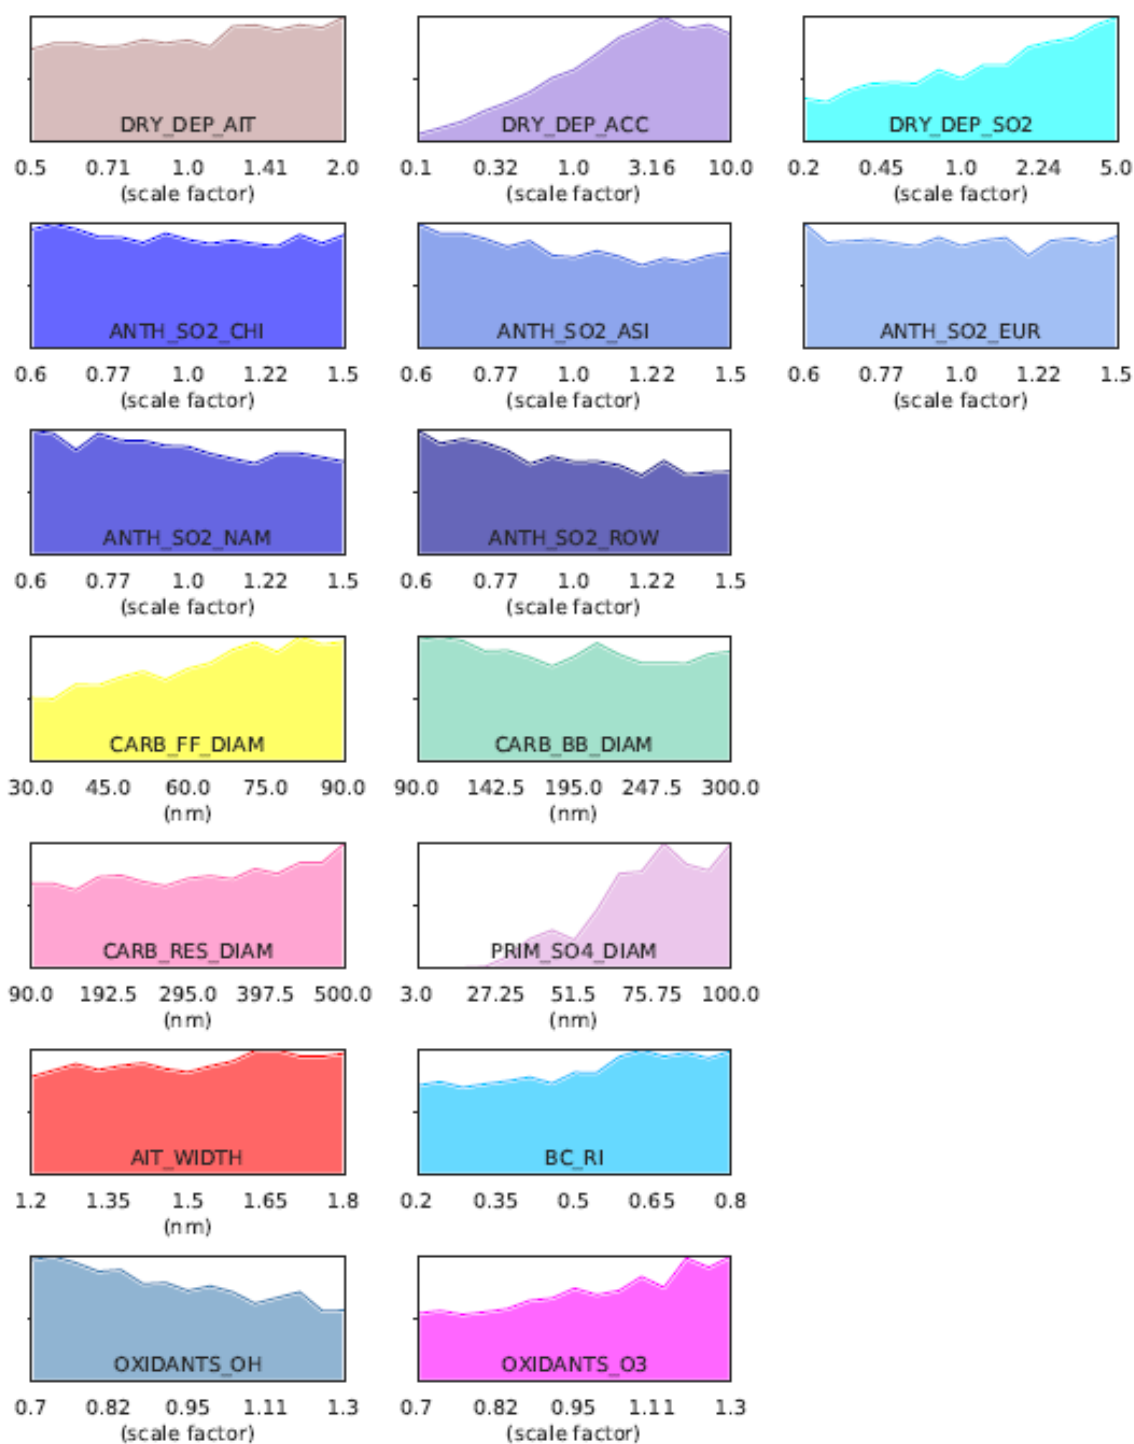 DRY_DEP_AIT DRY_DEP_ACC DRY_DEP_SO2
0.5 0.71 1.0 1.41 2.0 0.1 0.32 1.0 3.16 10.0 0.2 0.45 1.0 2.24 5.0
(scale factor) (scale factor) (scale factor)
ANTH_SO2_CHI ANTH_SO2_ASI ANTH_SO2_EUR
0.6 0.77 1.0 1.22 1.5 0.6 0.77 1.0 1.22 1.5 0.6 0.77 1.0 1.22 1.5
(scale factor) (scale factor) (scale factor)
ANTH_SO2_NAM ANTH_SO2_ROW
0.6 0.77 1.0 1.22 1.5 0.6 0.77 1.0 1.22 1.5
(scale factor) (scale factor)
CARB_FF_DIAM CARB_BB_DIAM
30.0 45.0 60.0 75.0 90.0 90.0 142.5 195.0 247.5 300.0
(nm) (nm)
CARB_RES_DIAM PRIM_SO4_DIAM
90.0 192.5 295.0 397.5 500.0 3.0 27.25 51.5 75.75 100.0
(nm) (nm)
AIT_WIDTH BC_RI
1.2 1.35 1.5 1.65 1.8 0.2 0.35 0.5 0.65 0.8
(nm)
OXIDANTS_OH OXIDANTS_O3
0.7 0.82 0.95 1.11 1.3 0.7 0.82 0.95 1.11 1.3
(scale factor) (scale factor)